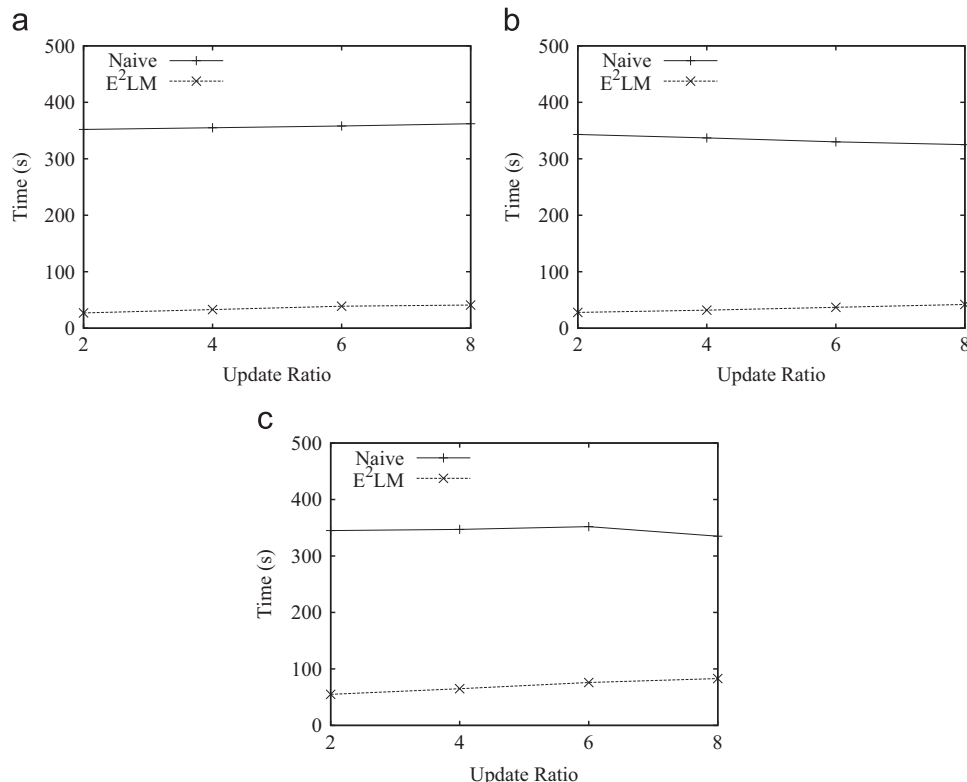 a
500
400
300
200
100
0
Time (s)
Naive
E²LM
2 4 6 8
Update Ratio
b
500
400
300
200
100
0
Time (s)
Naive
E²LM
2 4 6 8
Update Ratio
c
500
400
300
200
100
0
Time (s)
Naive
E²LM
2 4 6 8
Update Ratio